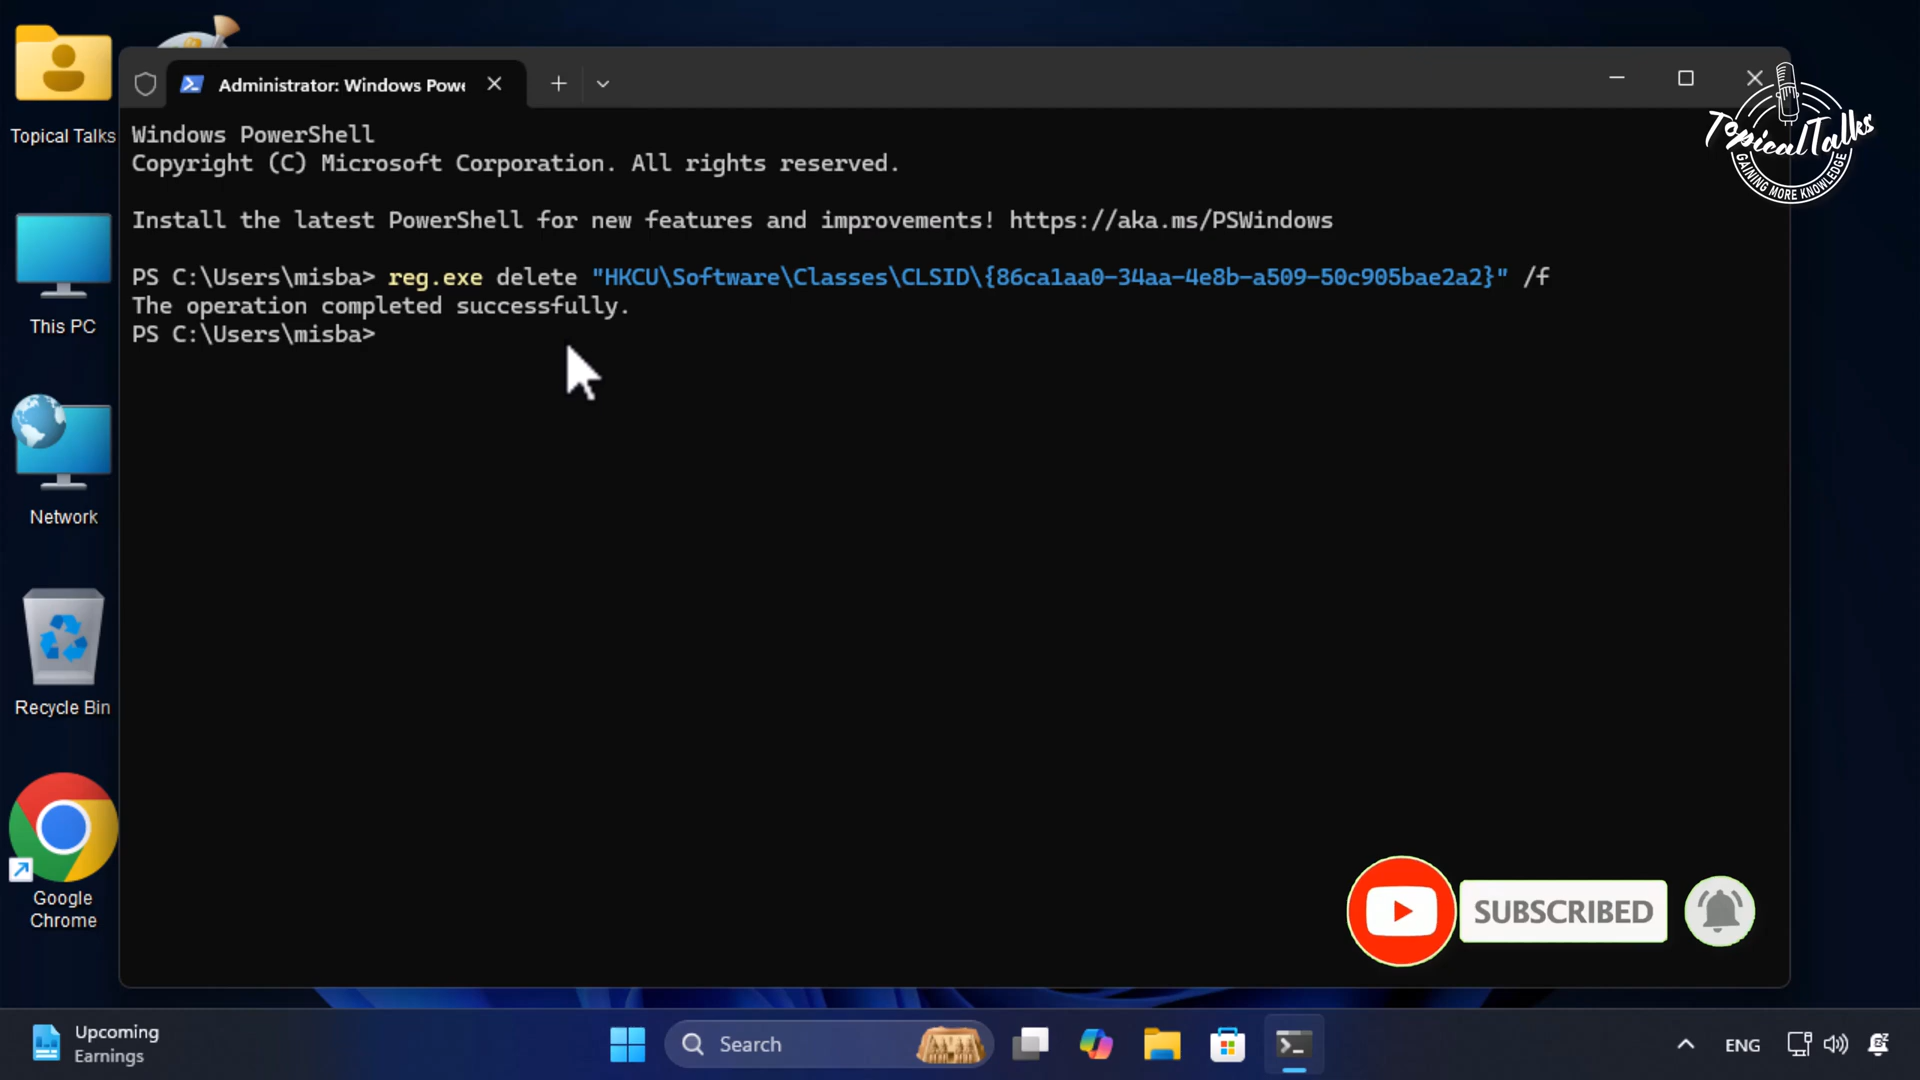 Topical Talks
This PC
Network
Recycle Bin
Google
Chrome
Administrator: Windows Powe
Windows PowerShell
Copyright (C) Microsoft Corporation. All rights reserved.
Install the latest PowerShell for new features and improvements! https://aka.ms/PSWindows
PS C:\Users\misba> reg.exe delete "HKCU\Software\Classes\CLSID\{86ca1aa0-34aa-4e8b-a509-50c905bae2a2}" /f
The operation completed successfully.
PS C:\Users\misba>
TopicalTalks
GAINING MORE KNOWLEDGE
SUBSCRIBED
Upcoming
Earnings
Search
ENG